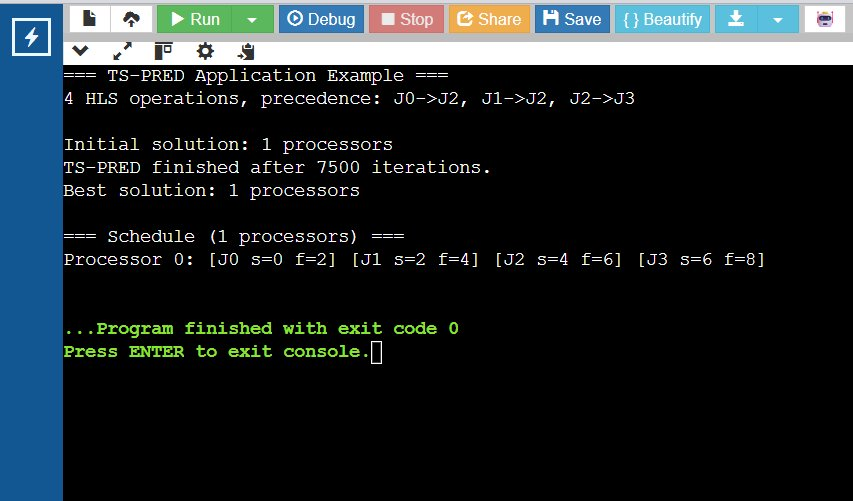 Run Debug Stop Share Save { } Beautify
=== TS-PRED Application Example ===
4 HLS operations, precedence: J0->J2, J1->J2, J2->J3
Initial solution: 1 processors
TS-PRED finished after 7500 iterations.
Best solution: 1 processors
=== Schedule (1 processors) ===
Processor 0: [J0 s=0 f=2] [J1 s=2 f=4] [J2 s=4 f=6] [J3 s=6 f=8]
...Program finished with exit code 0
Press ENTER to exit console.